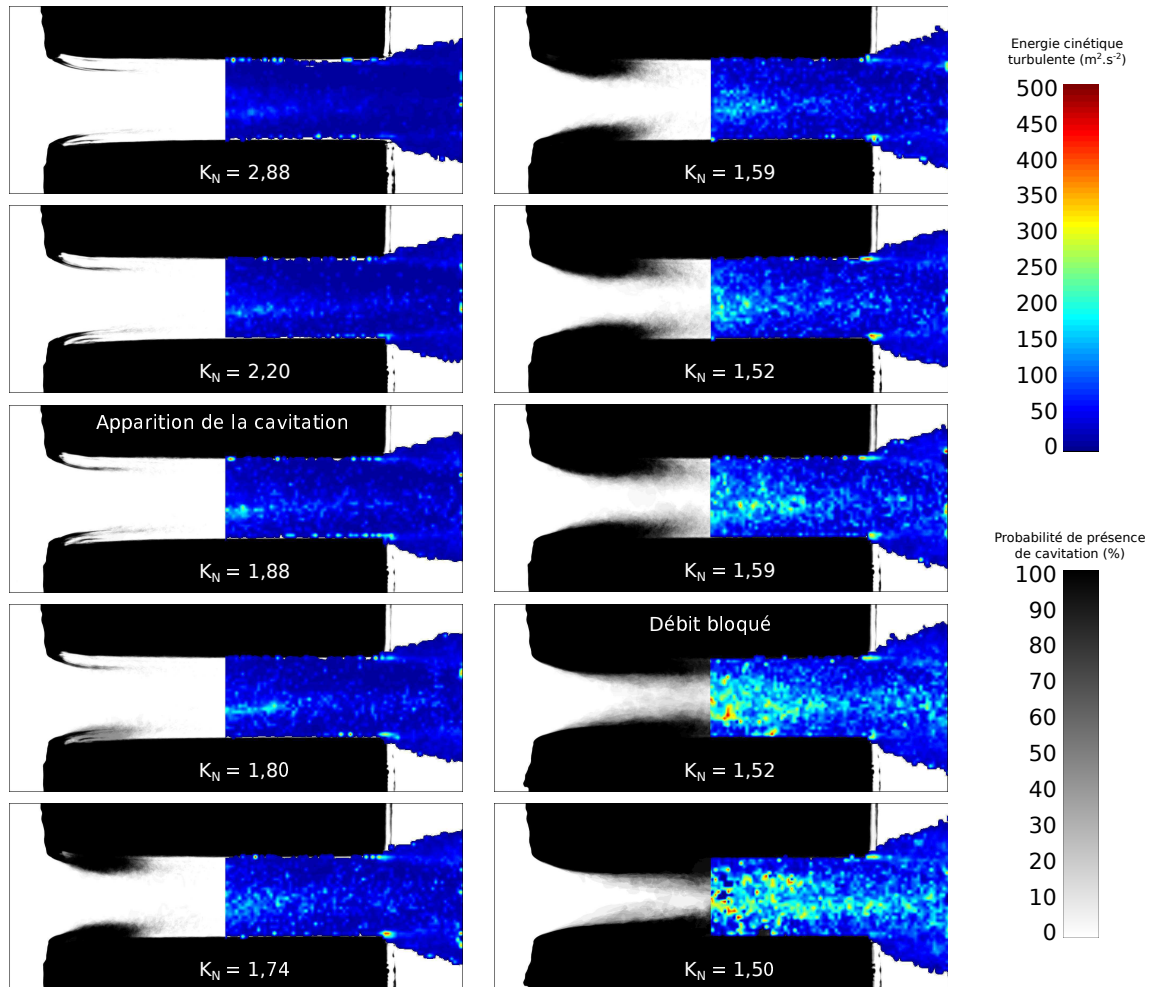 K_N = 2,88
K_N = 2,20
Apparition de la cavitation
K_N = 1,88
K_N = 1,80
K_N = 1,74
K_N = 1,59
K_N = 1,52
K_N = 1,59
Débit bloqué
K_N = 1,52
K_N = 1,50
Energie cinétique
turbulente (m².s⁻²)
500
450
400
350
300
250
200
150
100
50
0
Probabilité de présence
de cavitation (%)
100
90
80
70
60
50
40
30
20
10
0